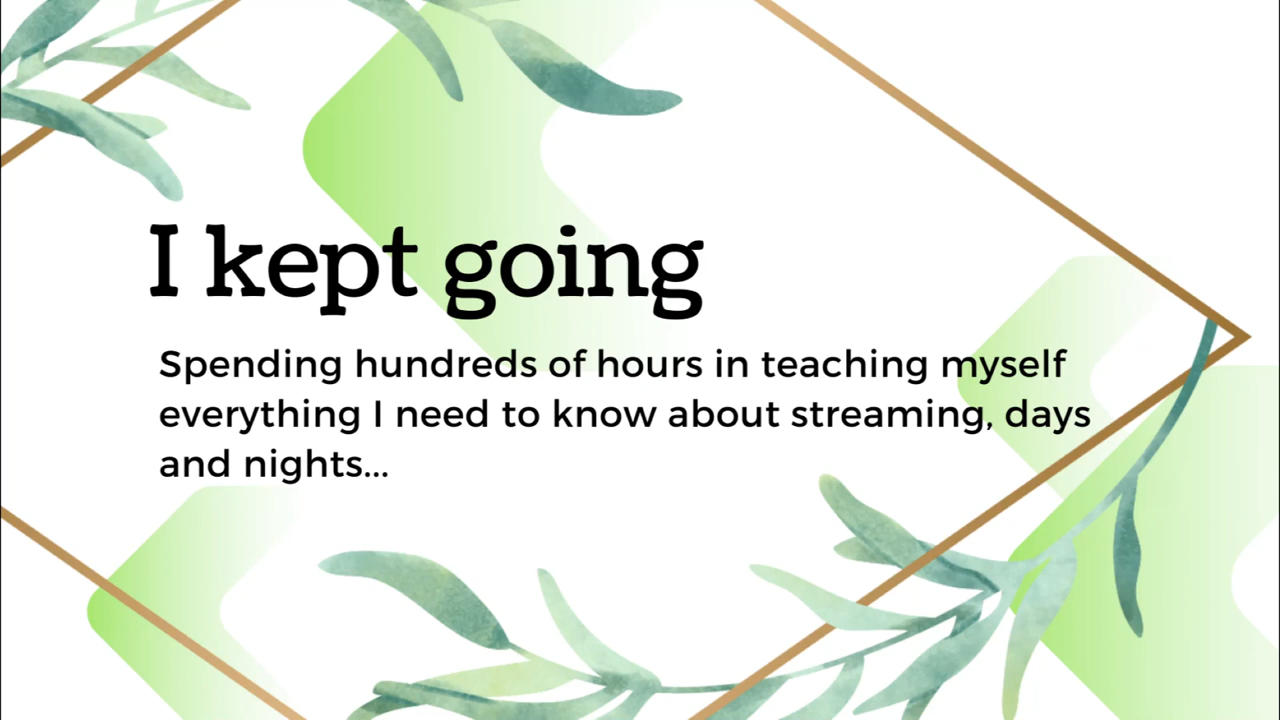 I kept going
Spending hundreds of hours in teaching myself
everything I need to know about streaming, days
and nights...